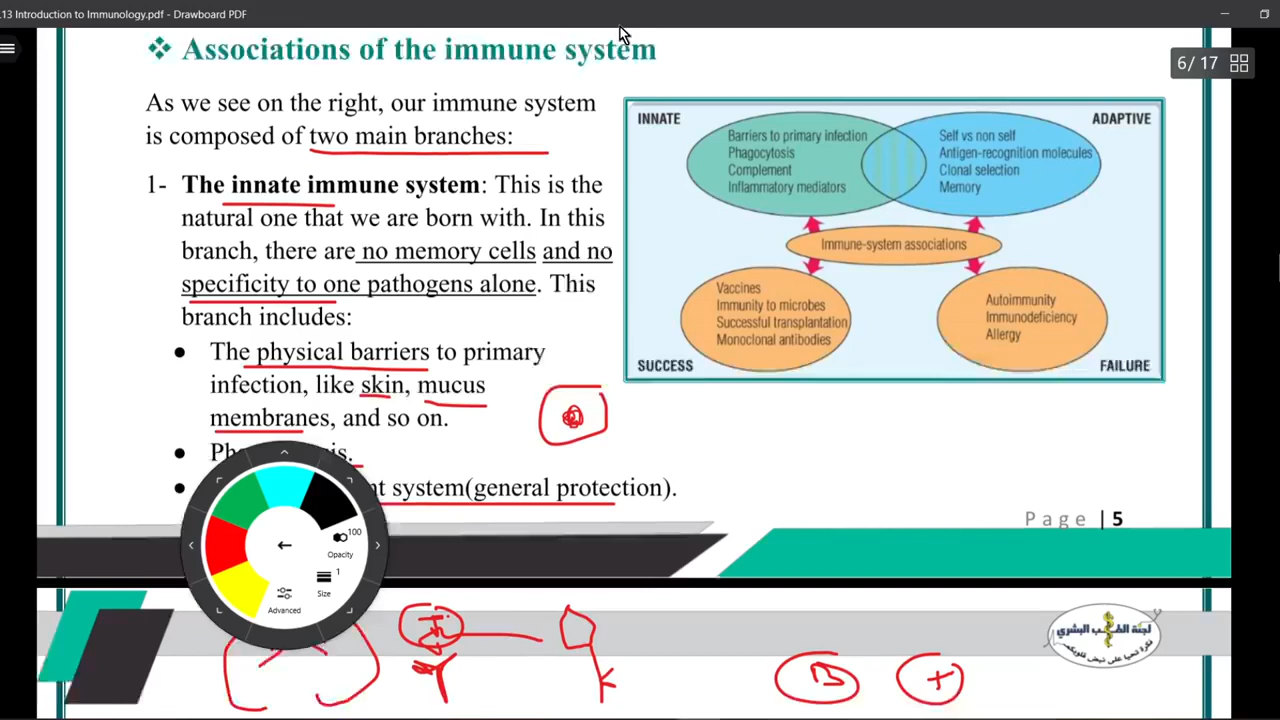 .13 Introduction to Immunology.pdf - Drawboard PDF
6/ 17
❖ Associations of the immune system
As we see on the right, our immune system
is composed of two main branches:
1- The innate immune system: This is the
natural one that we are born with. In this
branch, there are no memory cells and no
specificity to one pathogens alone. This
branch includes:
• The physical barriers to primary
infection, like skin, mucus
membranes, and so on.
• Ph is.
• nt system(general protection).
INNATE
ADAPTIVE
Barriers to primary infection
Phagocytosis
Complement
Inflammatory mediators
Self vs non self
Antigen-recognition molecules
Clonal selection
Memory
Immune-system associations
Vaccines
Immunity to microbes
Successful transplantation
Monoclonal antibodies
Autoimmunity
Immunodeficiency
Allergy
SUCCESS
FAILURE
Page | 5
100
Opacity
1
Size
Advanced
لجنة الطب البشري
B